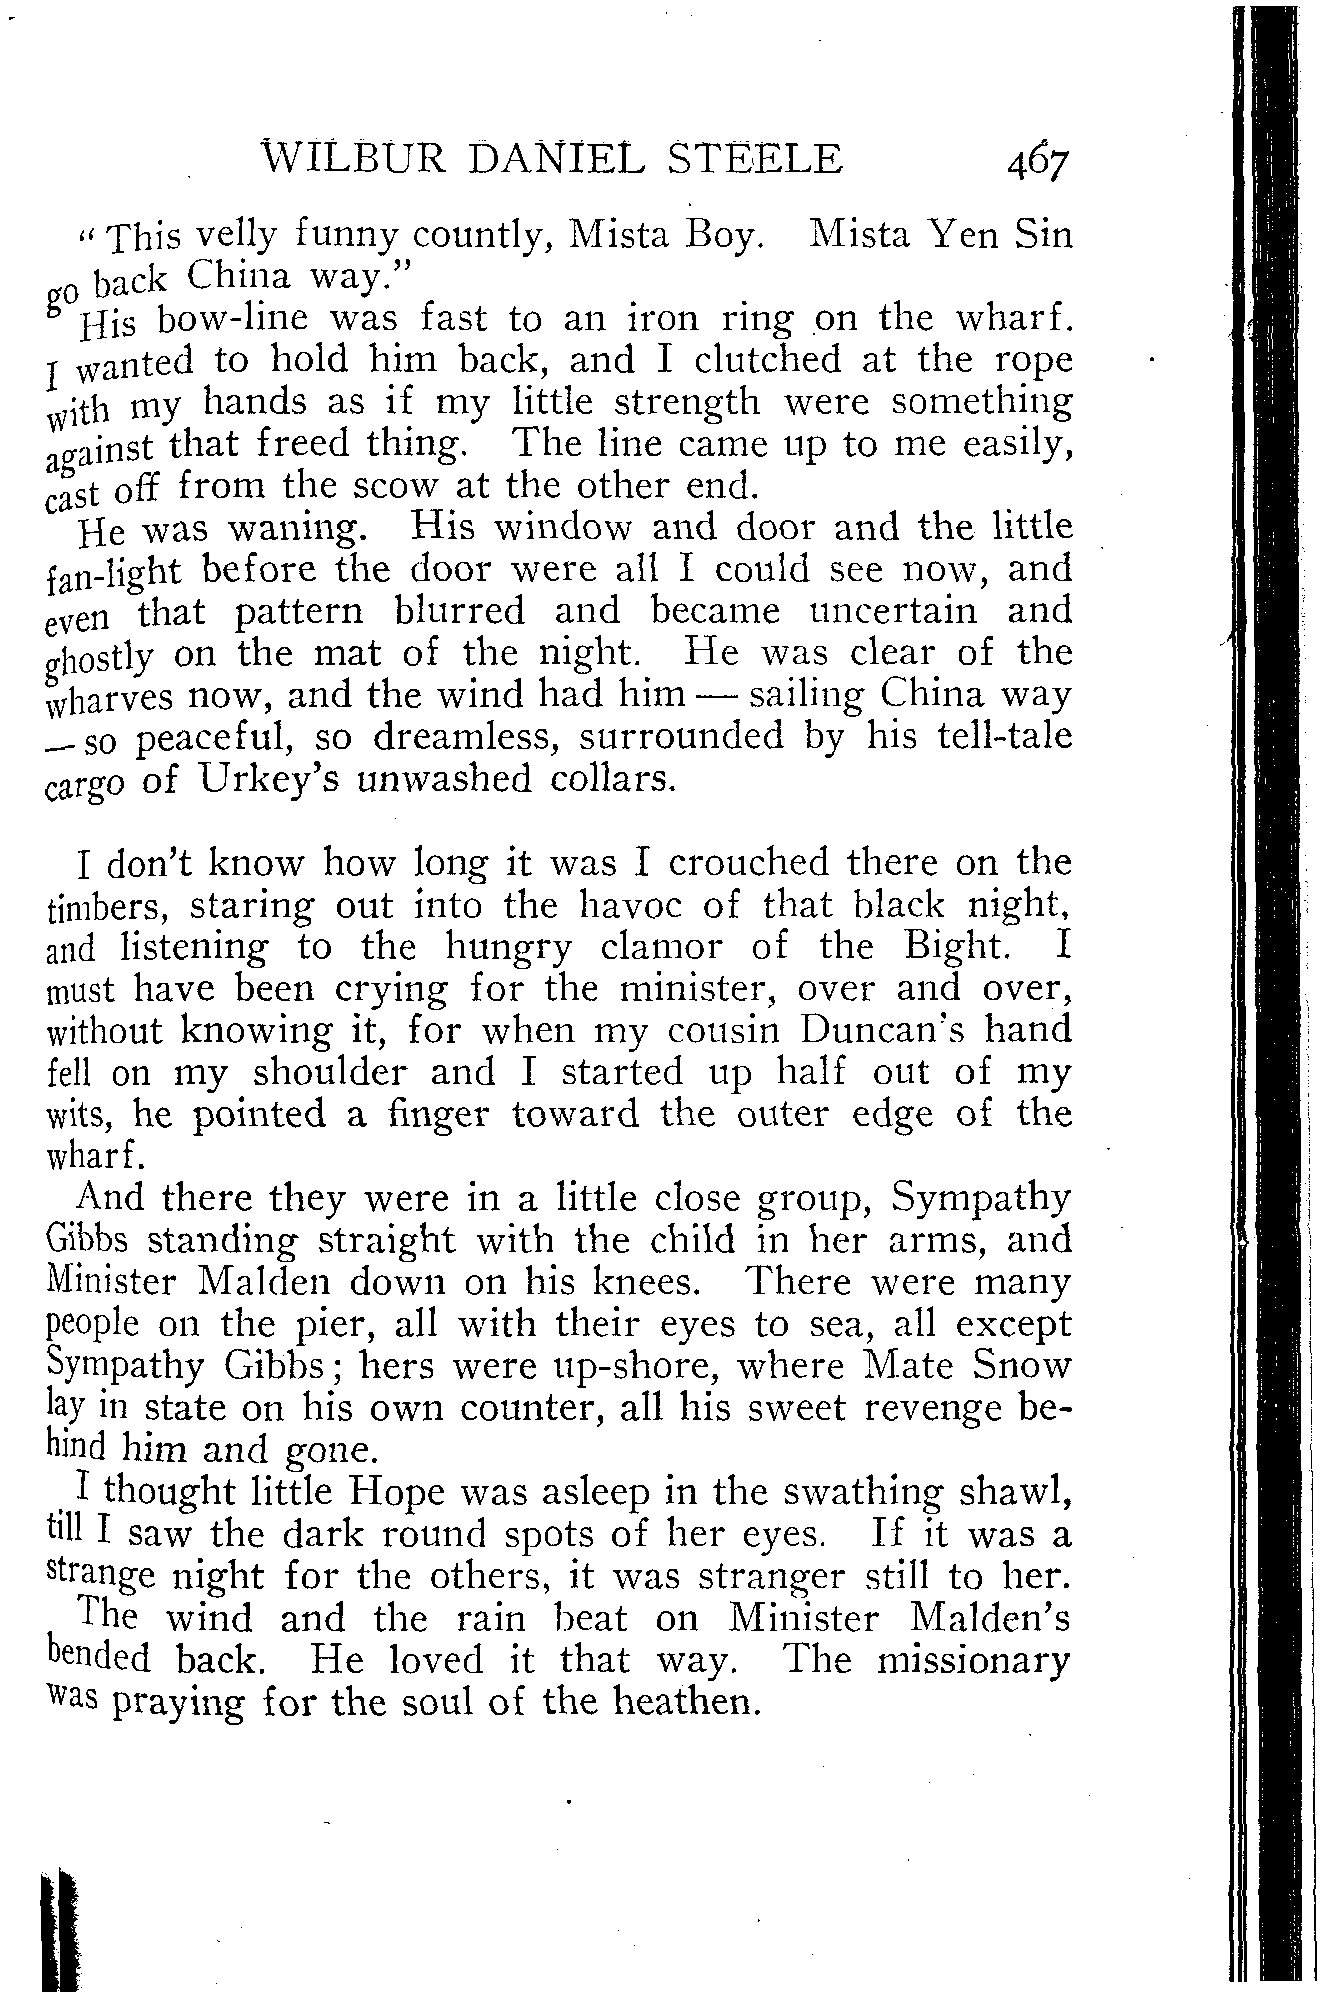 WILBUR DANIEL STEELE 467
“ This velly funny countly, Mista Boy. Mista Yen Sin
go back China way.”
His bow-line was fast to an iron ring on the wharf.
I wanted to hold him back, and I clutched at the rope
with my hands as if my little strength were something
against that freed thing. The line came up to me easily,
cast off from the scow at the other end.
He was waning. His window and door and the little
fan-light before the door were all I could see now, and
even that pattern blurred and became uncertain and
ghostly on the mat of the night. He was clear of the
wharves now, and the wind had him — sailing China way
— so peaceful, so dreamless, surrounded by his tell-tale
cargo of Urkey's unwashed collars.
I don't know how long it was I crouched there on the
timbers, staring out into the havoc of that black night,
and listening to the hungry clamor of the Bight. I
must have been crying for the minister, over and over,
without knowing it, for when my cousin Duncan's hand
fell on my shoulder and I started up half out of my
wits, he pointed a finger toward the outer edge of the
wharf.
And there they were in a little close group, Sympathy
Gibbs standing straight with the child in her arms, and
Minister Malden down on his knees. There were many
people on the pier, all with their eyes to sea, all except
Sympathy Gibbs; hers were up-shore, where Mate Snow
lay in state on his own counter, all his sweet revenge be-
hind him and gone.
I thought little Hope was asleep in the swathing shawl,
till I saw the dark round spots of her eyes. If it was a
strange night for the others, it was stranger still to her.
The wind and the rain beat on Minister Malden's
bended back. He loved it that way. The missionary
was praying for the soul of the heathen.